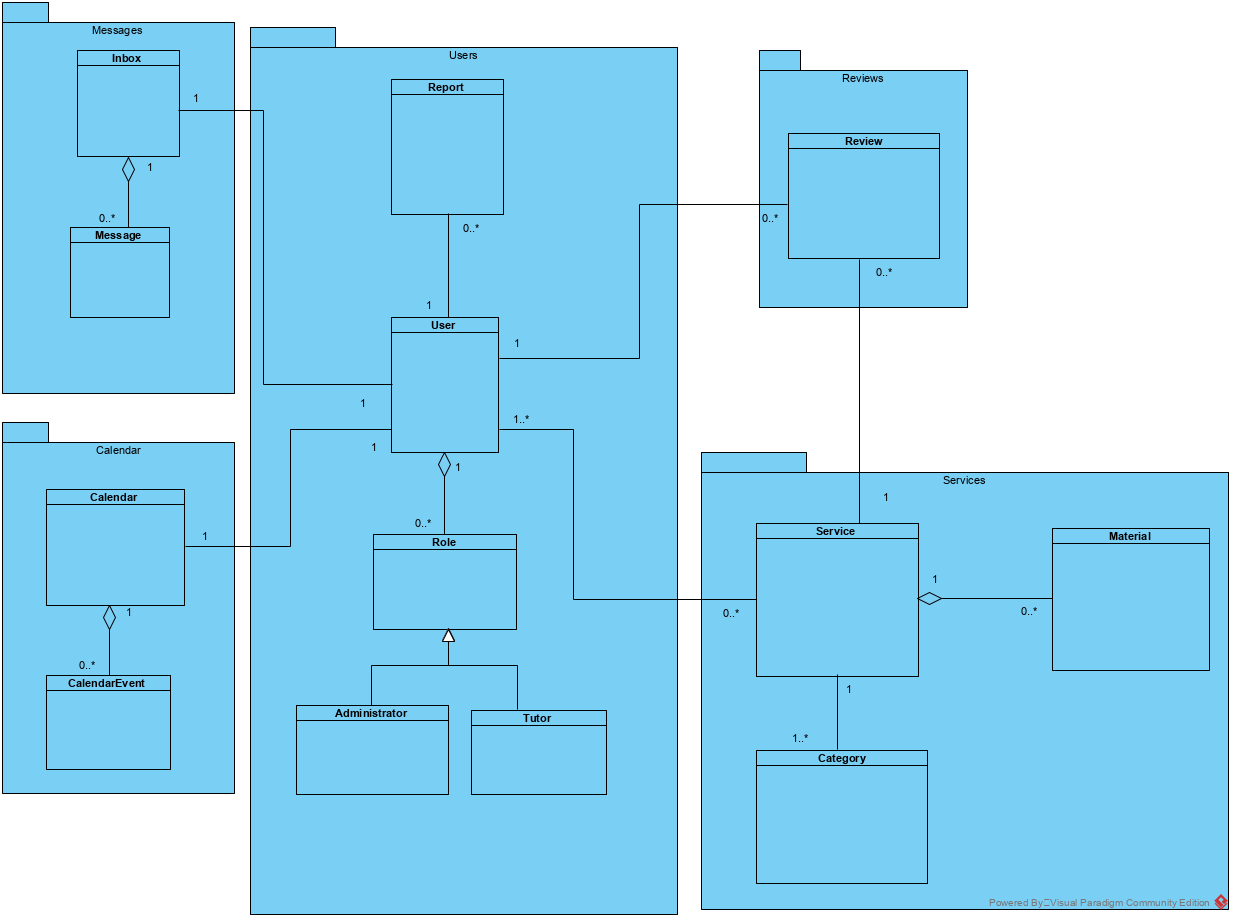 Messages
Inbox
1
1
0..*
Message
Users
Report
0..*
1
User
1
1..*
1
1
1
0..*
Role
Administrator
Tutor
Reviews
Review
0..*
0..*
Calendar
Calendar
1
1
0..*
CalendarEvent
Services
1
Service
0..*
1
0..*
Material
1
1..*
Category
Powered By Visual Paradigm Community Edition